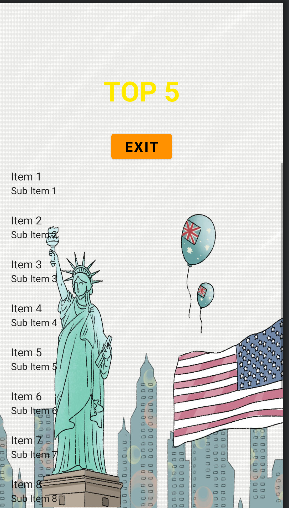 TOP 5
EXIT
Item 1
Sub Item 1
Item 2
Sub Item 2
Item 3
Sub Item 3
Item 4
Sub Item 4
Item 5
Sub Item 5
Item 6
Sub Item 6
Item 7
Sub Item 7
Item 8
Sub Item 8